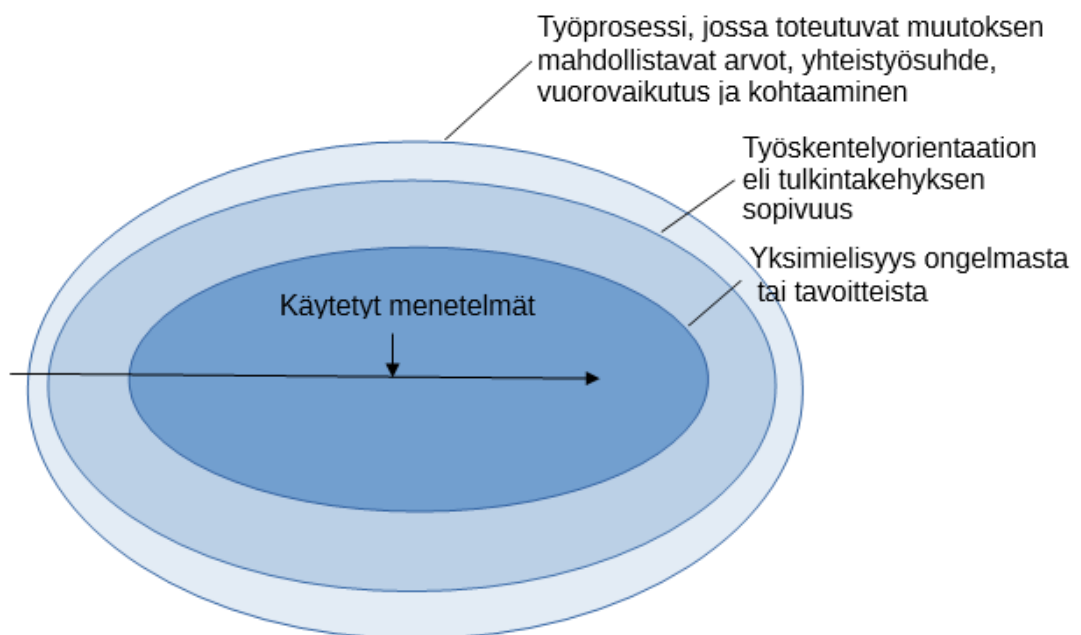 Työprosessi, jossa toteutuvat muutoksen
mahdollistavat arvot, yhteistyösuhde,
vuorovaikutus ja kohtaaminen
Työskentelyorientaation
eli tulkintakehyksen
sopivuus
Yksimielisyys ongelmasta
tai tavoitteista
Käytetyt menetelmät